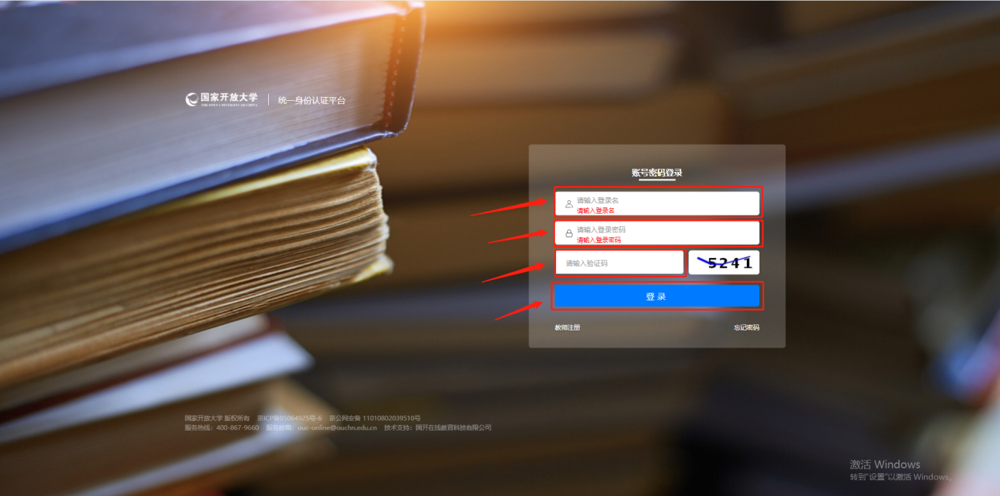 国家开放大学
THE OPEN UNIVERSITY OF CHINA
统一身份认证平台
账号密码登录
请输入登录名
请输入登录名
请输入登录密码
请输入登录密码
请输入验证码
5241
登 录
教师注册 忘记密码
国家开放大学 版权所有 京ICP备05064925号-6 京公网安备 11010802039510号
服务热线：400-867-9660 服务邮箱：ouc-online@ouchn.edu.cn 技术支持：国开在线教育科技有限公司
激活 Windows
转到"设置"以激活 Windows。